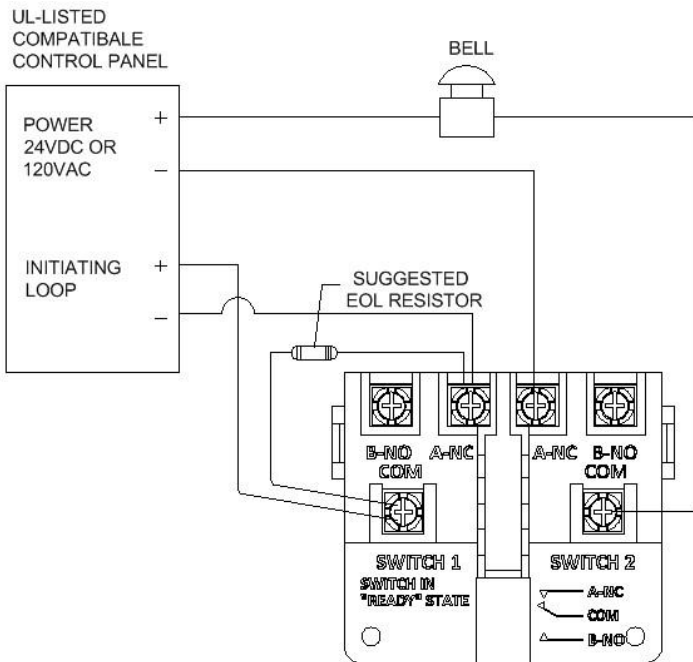 UL-LISTED
COMPATIBALE
CONTROL PANEL
BELL
POWER
24VDC OR
120VAC
+
−
INITIATING
LOOP
+
−
SUGGESTED
EOL RESISTOR
B-NO A-NC A-NC B-NO
COM COM
SWITCH 1 SWITCH 2
SWITCH IN
"READY" STATE
A-NC
COM
B-NO